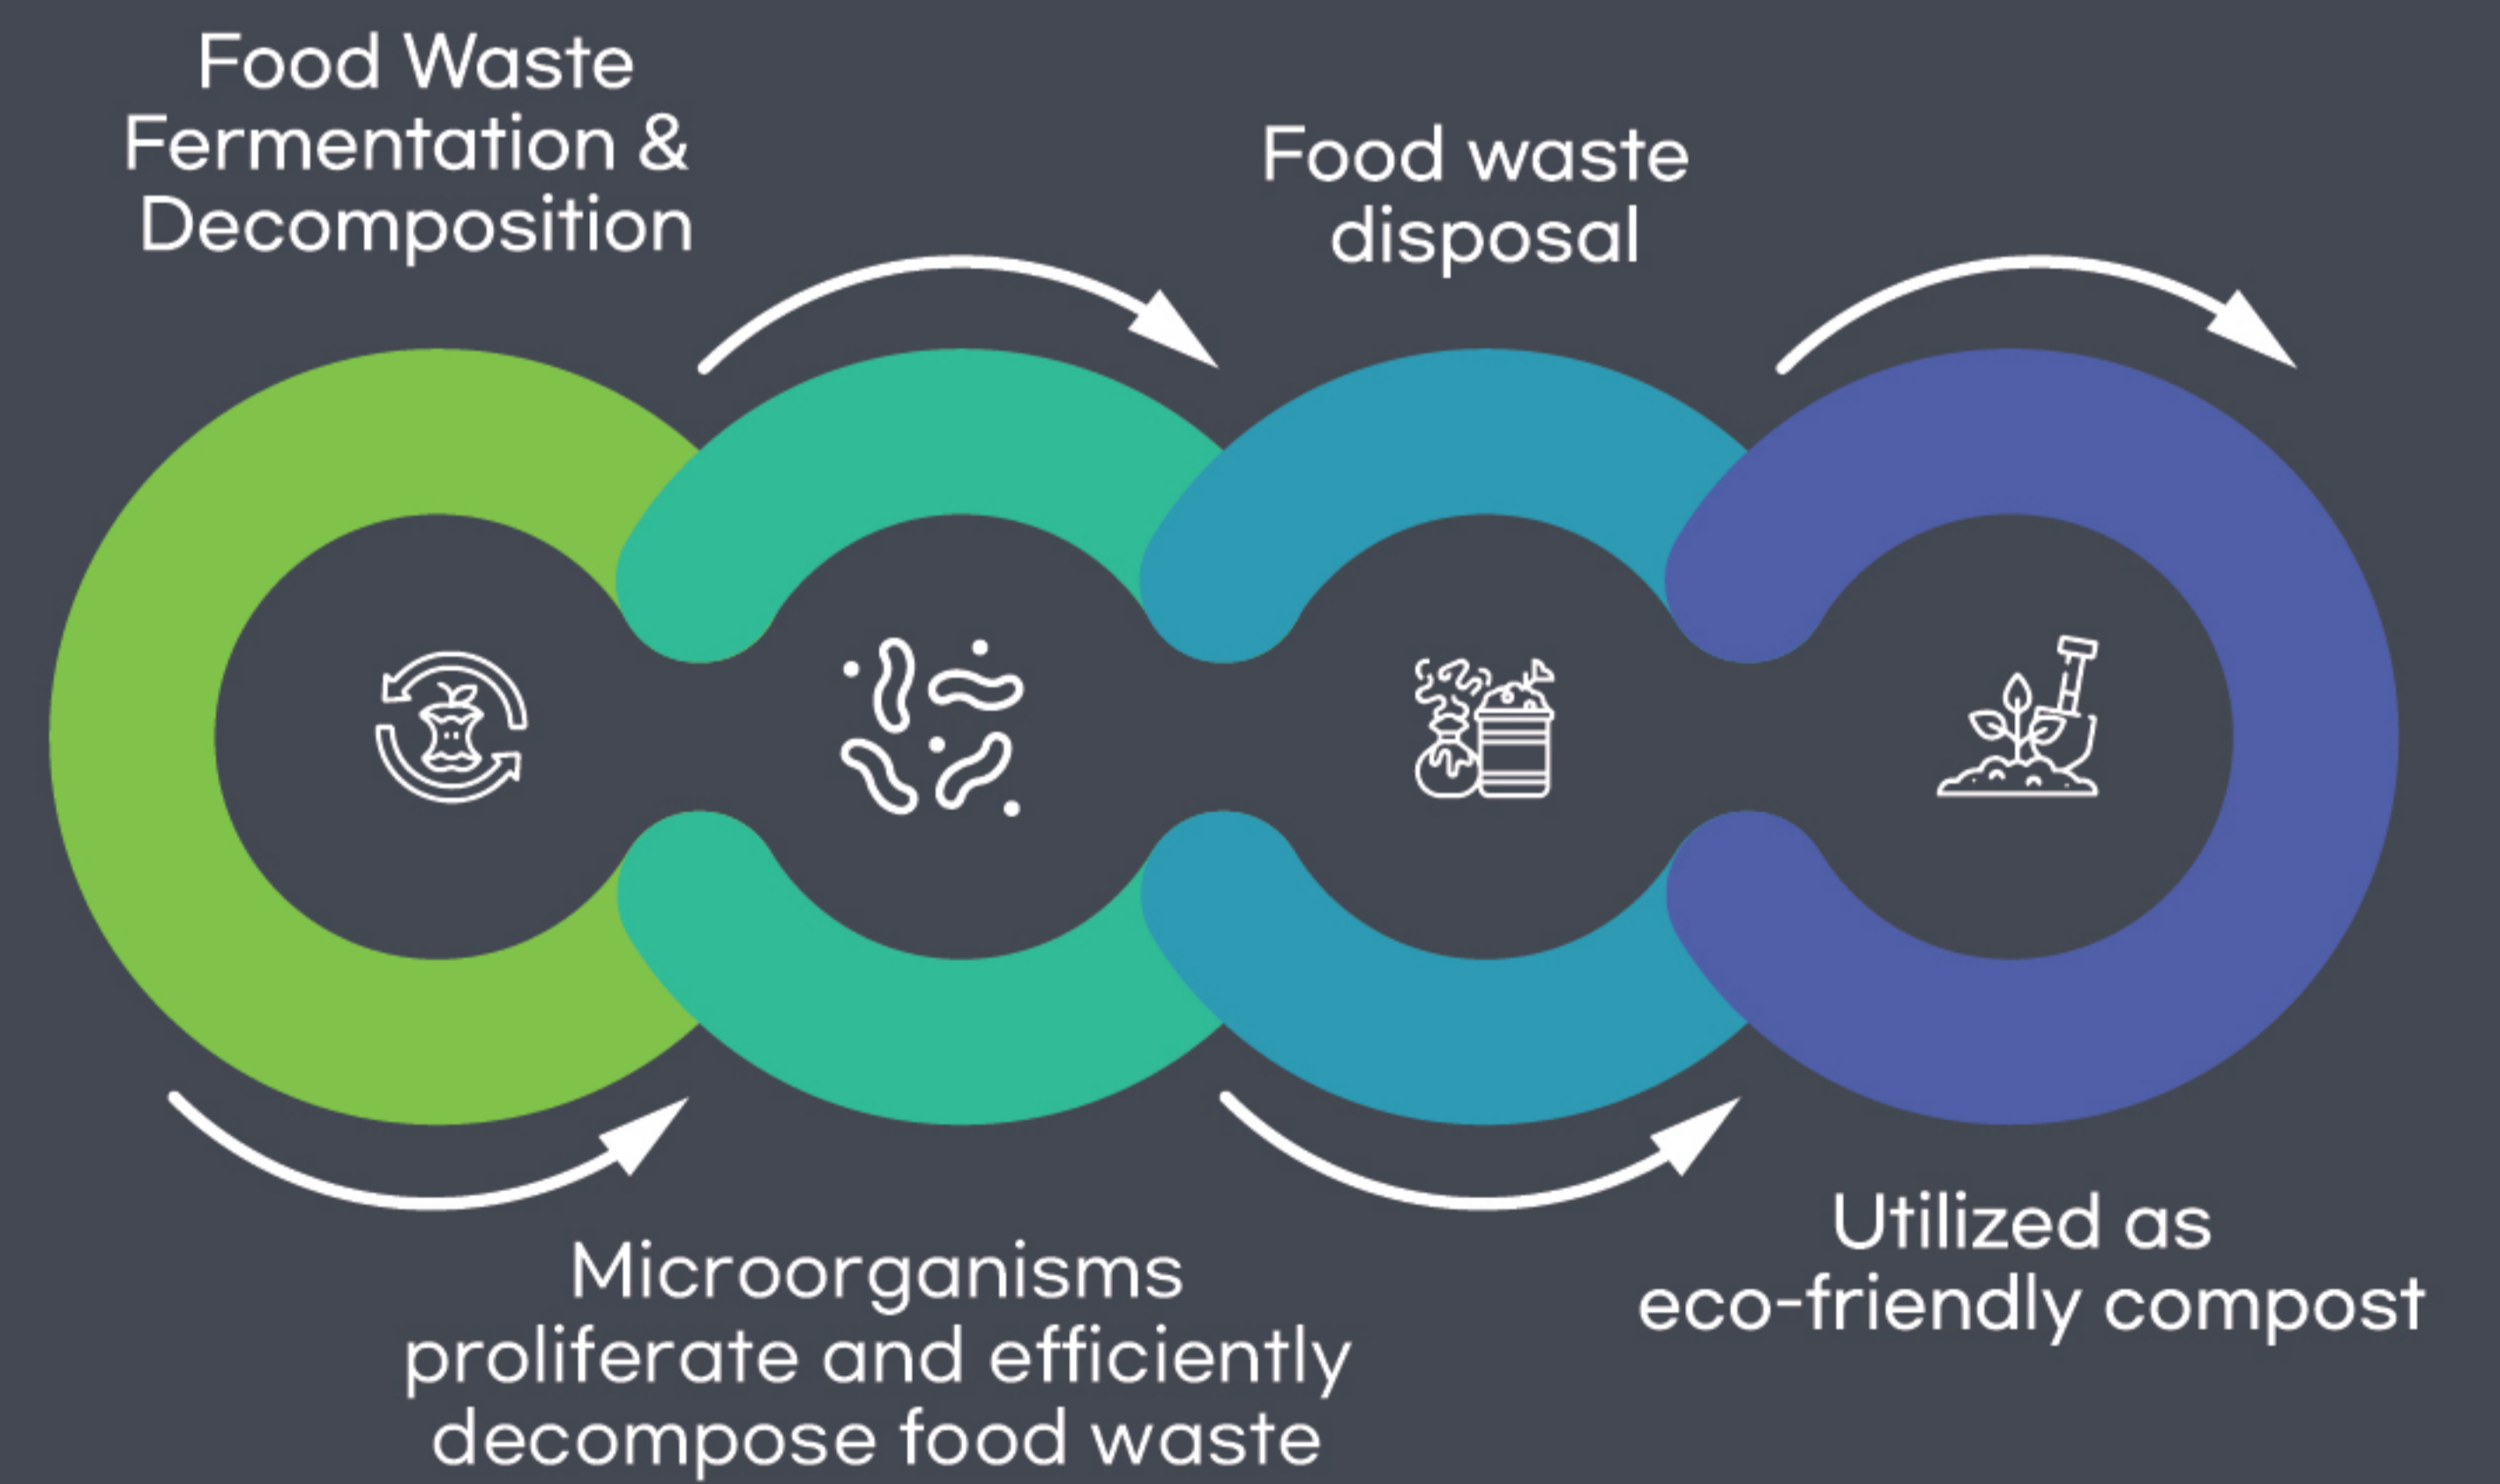 Food Waste
Fermentation &
Decomposition
Microorganisms
proliferate and efficiently
decompose food waste
Food waste
disposal
Utilized as
eco-friendly compost